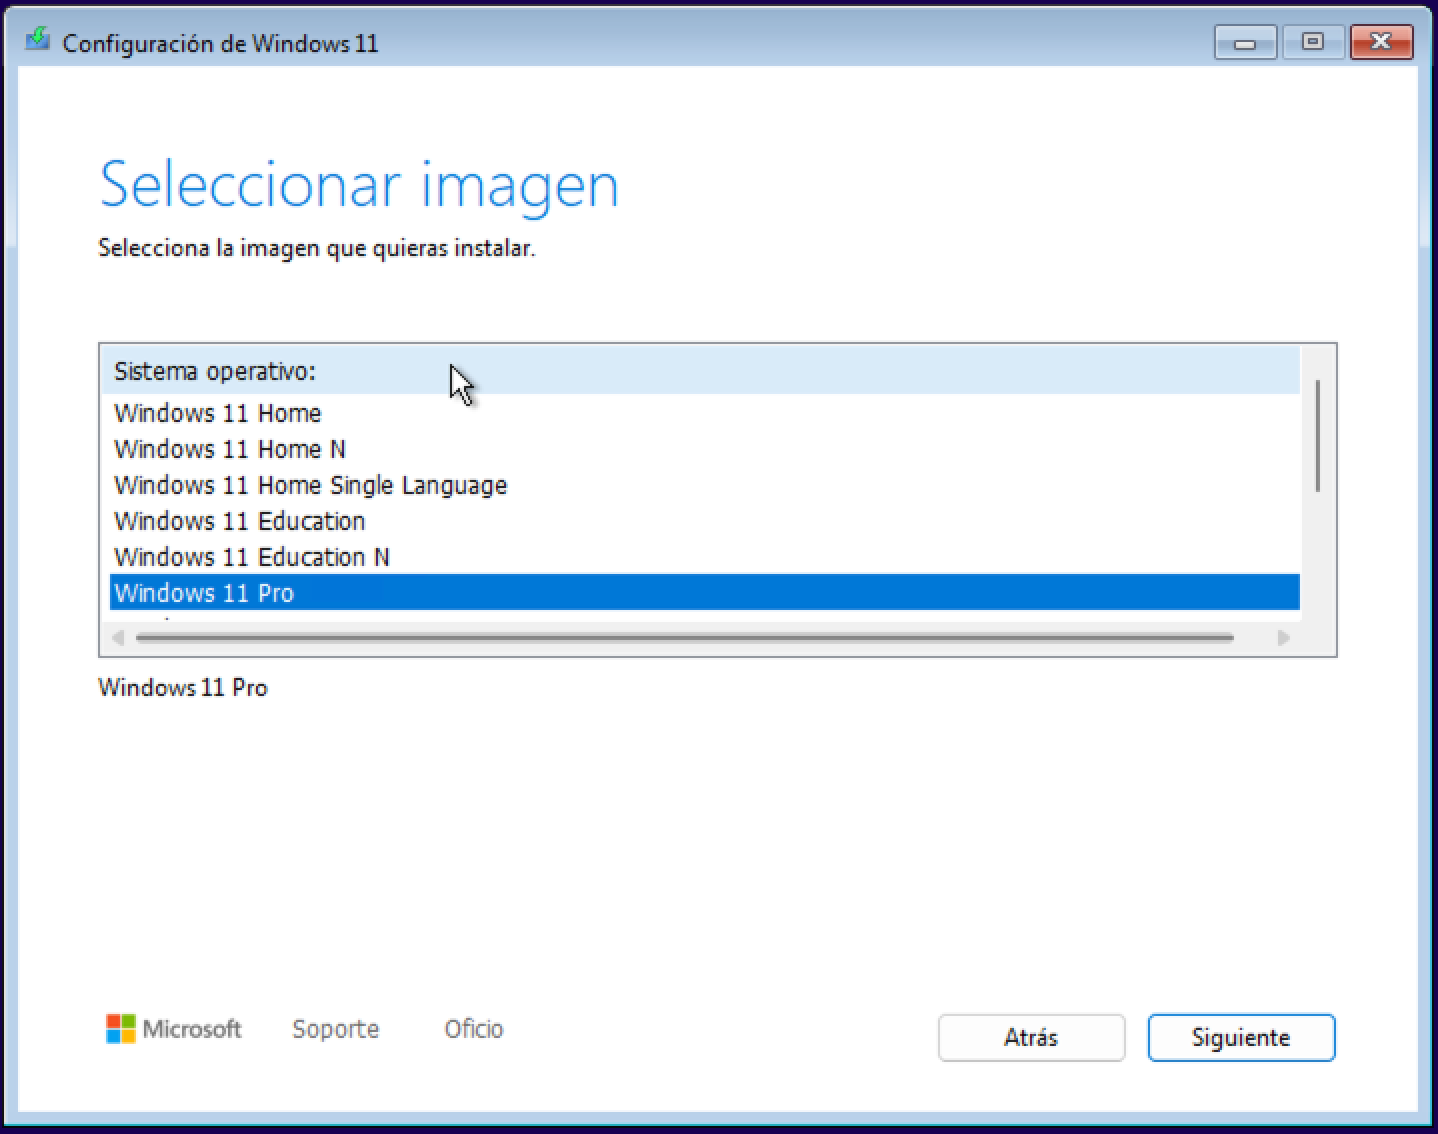 Configuración de Windows 11
Seleccionar imagen
Selecciona la imagen que quieras instalar.
Sistema operativo:
Windows 11 Home
Windows 11 Home N
Windows 11 Home Single Language
Windows 11 Education
Windows 11 Education N
Windows 11 Pro
Windows 11 Pro
Microsoft Soporte Oficio
Atrás Siguiente